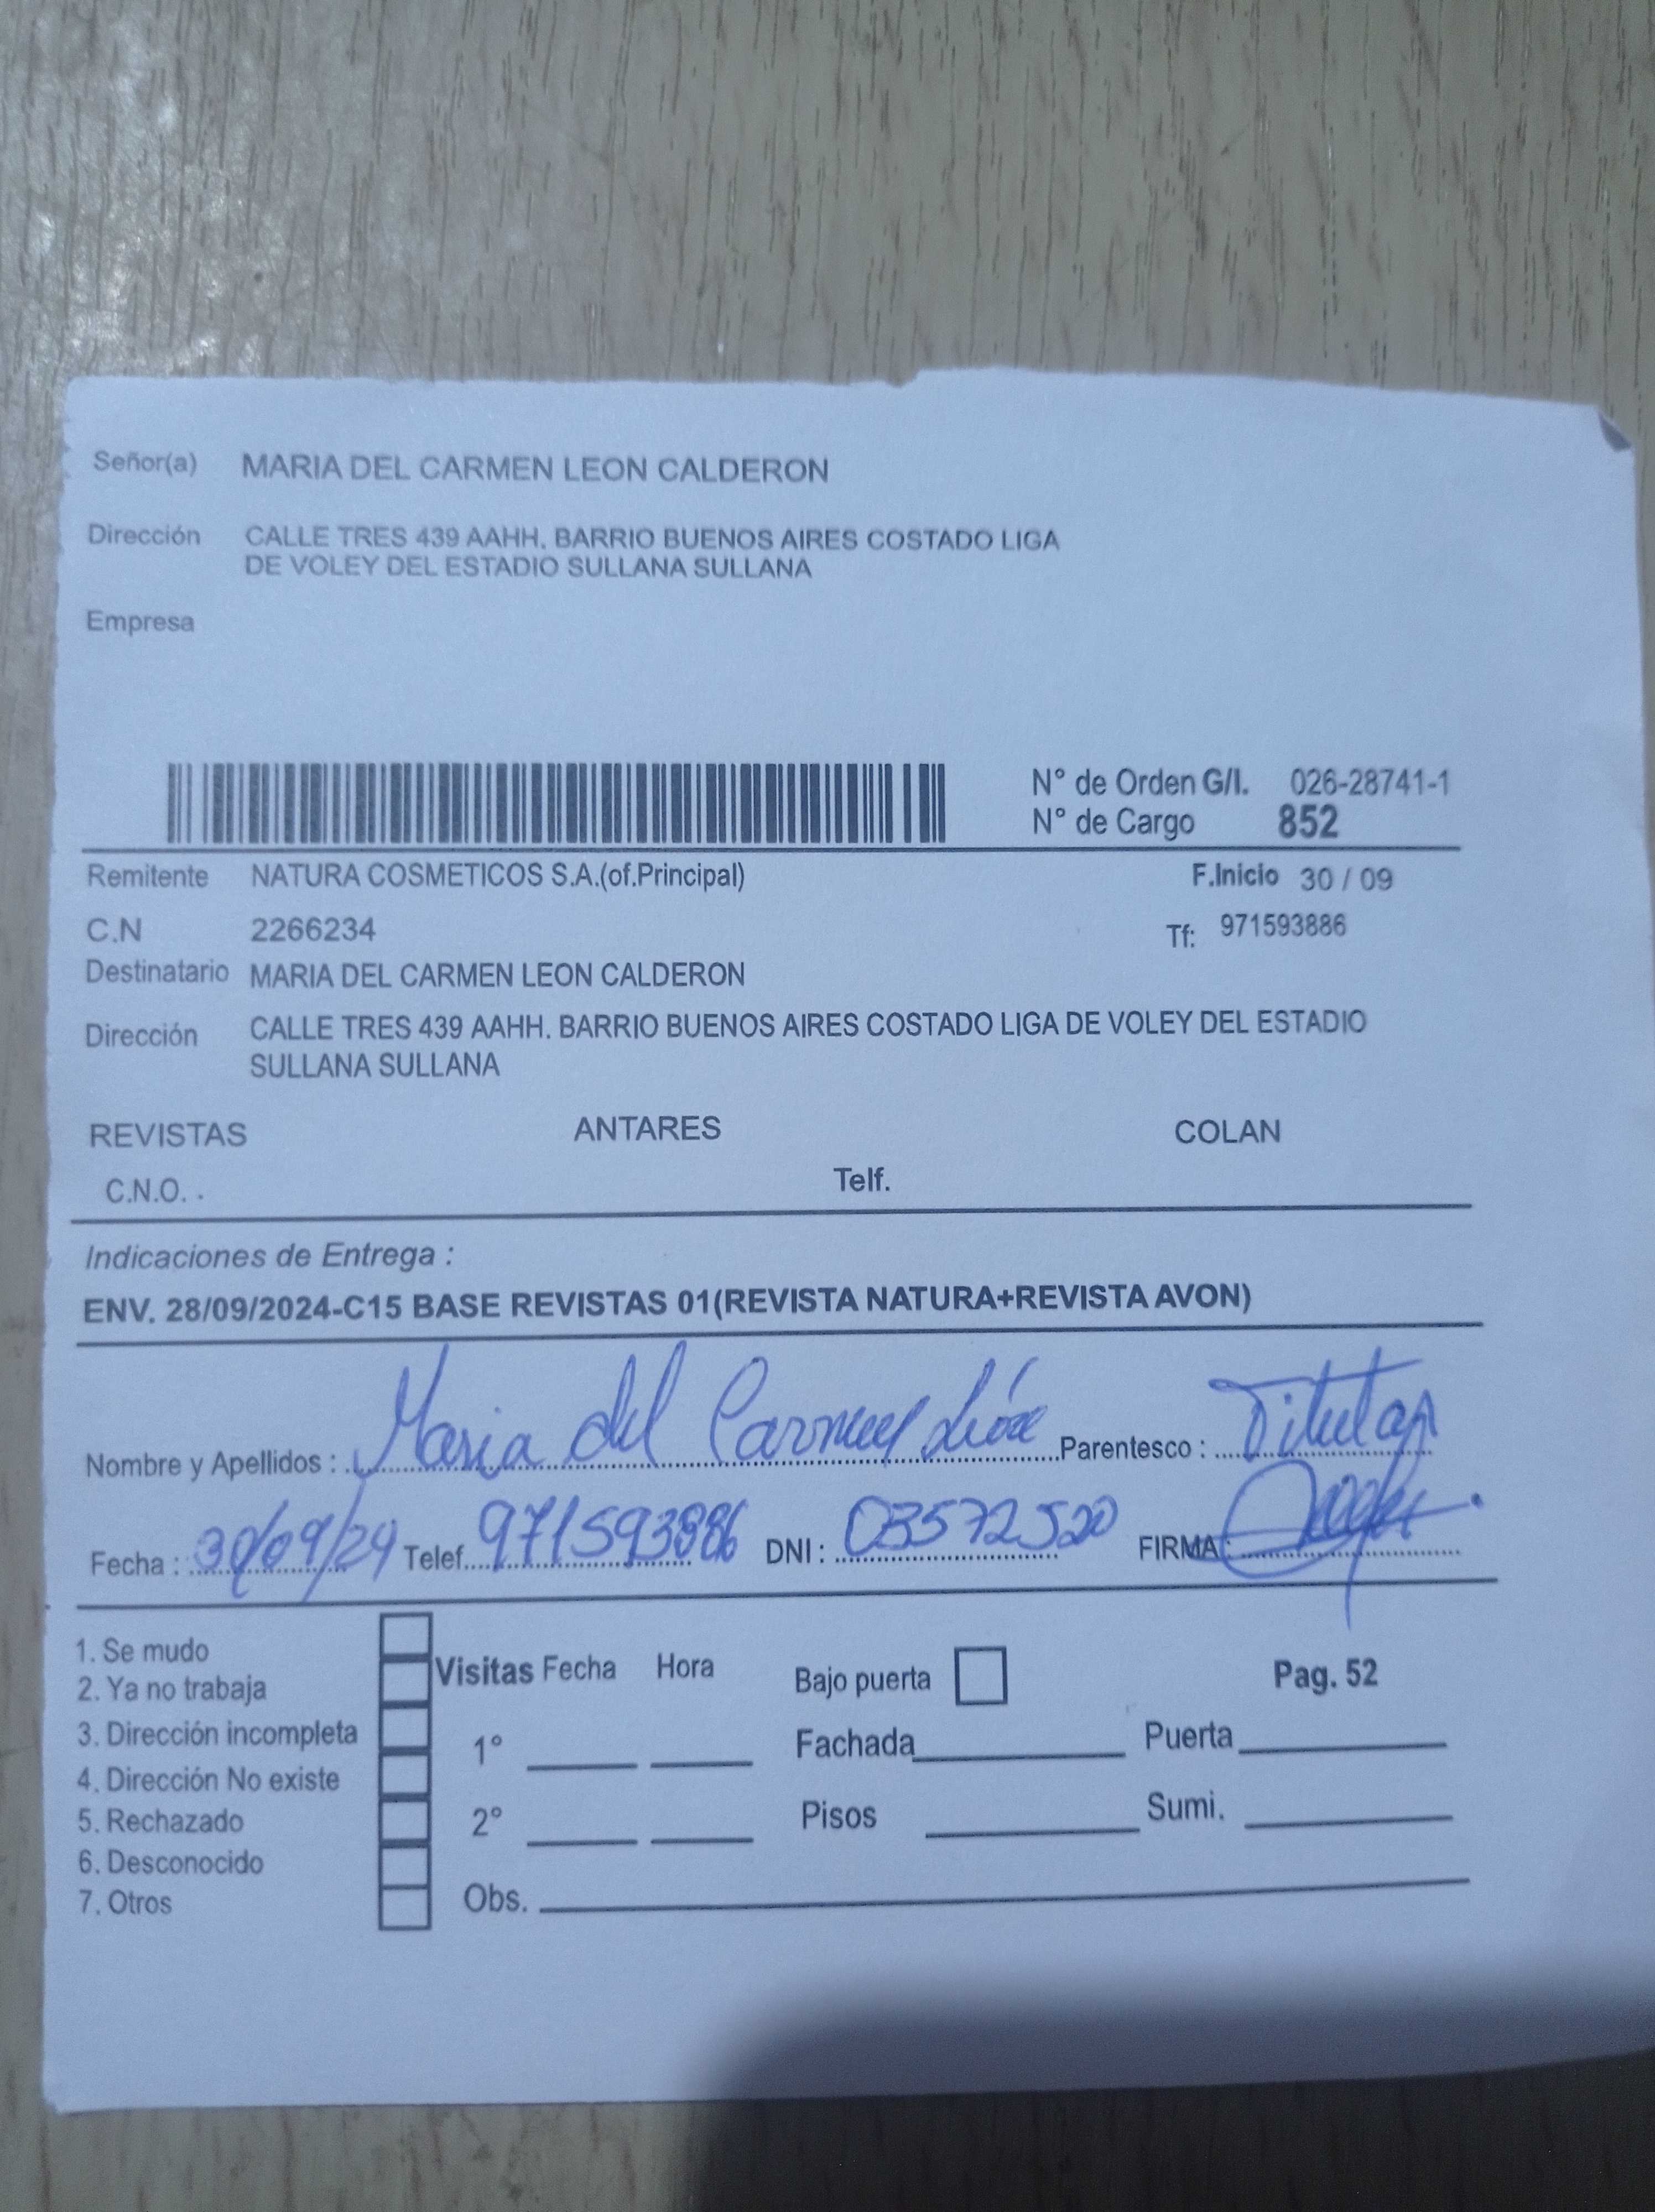 Señor(a) MARIA DEL CARMEN LEON CALDERON
Dirección CALLE TRES 439 AAHH. BARRIO BUENOS AIRES COSTADO LIGA
DE VOLEY DEL ESTADIO SULLANA SULLANA
Empresa
N° de Orden G/I. 026-28741-1
N° de Cargo 852
Remitente NATURA COSMETICOS S.A.(of.Principal) F.Inicio 30 / 09
C.N 2266234 Tf: 971593886
Destinatario MARIA DEL CARMEN LEON CALDERON
Dirección CALLE TRES 439 AAHH. BARRIO BUENOS AIRES COSTADO LIGA DE VOLEY DEL ESTADIO
SULLANA SULLANA
REVISTAS ANTARES COLAN
C.N.O. . Telf.
Indicaciones de Entrega :
ENV. 28/09/2024-C15 BASE REVISTAS 01(REVISTA NATURA+REVISTA AVON)
Nombre y Apellidos : Maria del Carmen León Parentesco : Titular
Fecha : 30/09/24 Telef. 971593886 DNI : 03572520 FIRMA :
1. Se mudo
2. Ya no trabaja
3. Dirección incompleta
4. Dirección No existe
5. Rechazado
6. Desconocido
7. Otros
Visitas Fecha Hora Bajo puerta Pag. 52
1° Fachada Puerta
2° Pisos Sumi.
Obs.